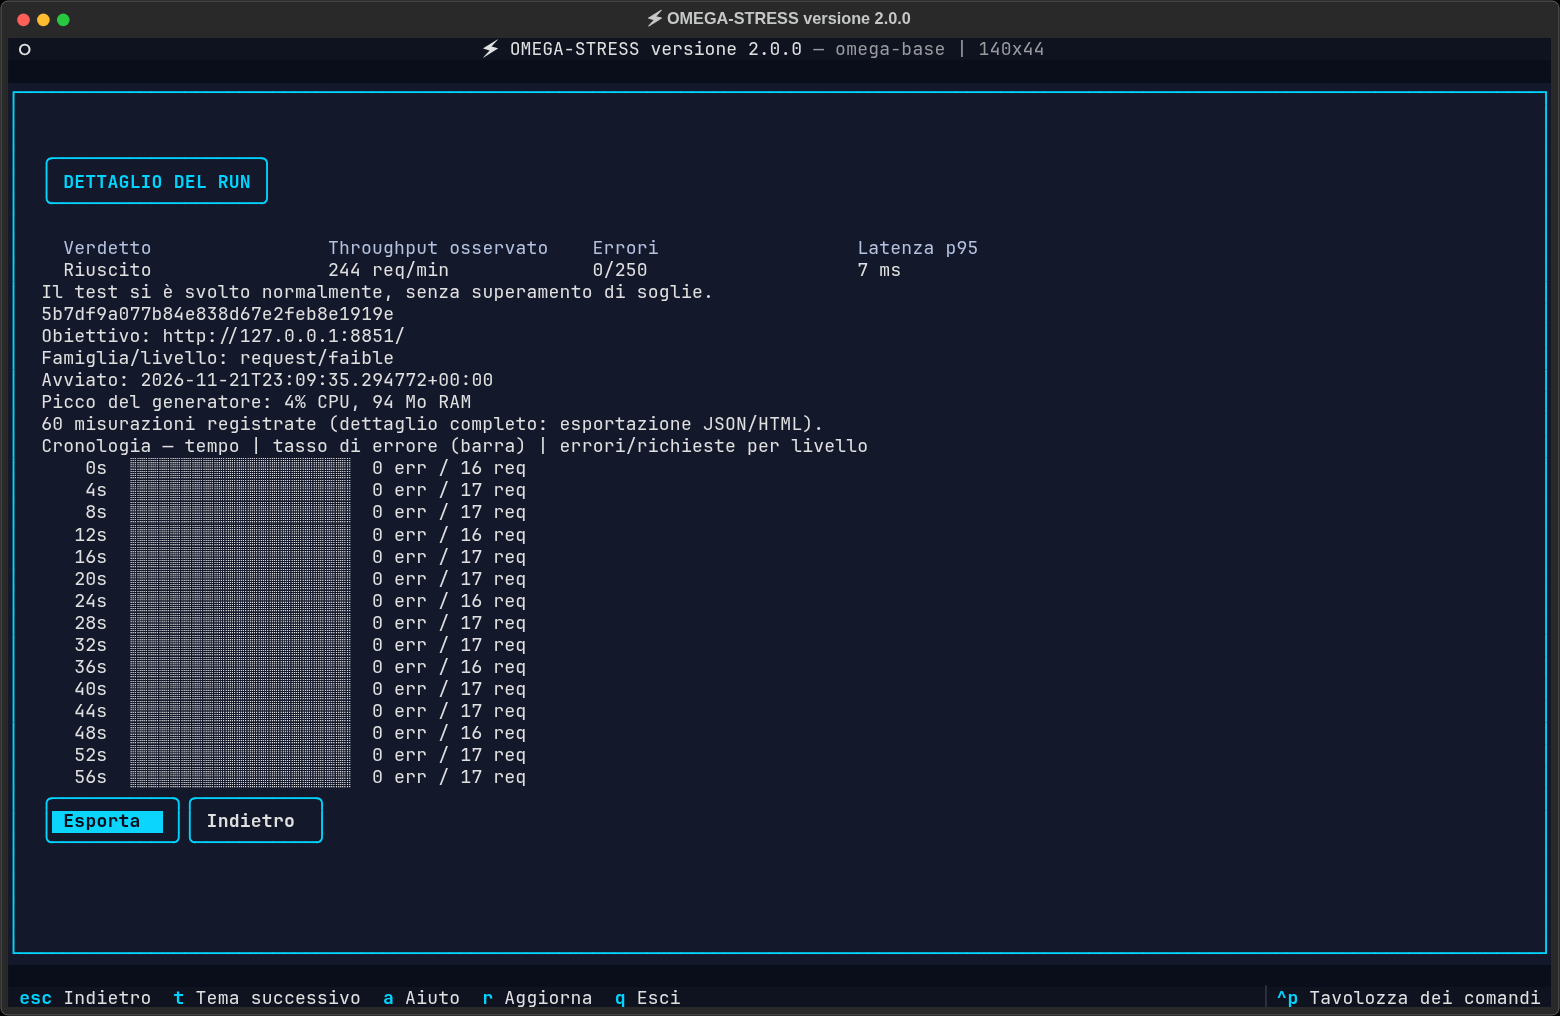 ⚡ OMEGA-STRESS versione 2.0.0
⚡ OMEGA-STRESS versione 2.0.0 — omega-base | 140x44
DETTAGLIO DEL RUN
Verdetto Throughput osservato Errori Latenza p95
Riuscito 244 req/min 0/250 7 ms
Il test si è svolto normalmente, senza superamento di soglie.
5b7df9a077b84e838d67e2feb8e1919e
Obiettivo: http://127.0.0.1:8851/
Famiglia/livello: request/faible
Avviato: 2026-11-21T23:09:35.294772+00:00
Picco del generatore: 4% CPU, 94 Mo RAM
60 misurazioni registrate (dettaglio completo: esportazione JSON/HTML).
Cronologia — tempo | tasso di errore (barra) | errori/richieste per livello
0s 0 err / 16 req
4s 0 err / 17 req
8s 0 err / 17 req
12s 0 err / 16 req
16s 0 err / 17 req
20s 0 err / 17 req
24s 0 err / 16 req
28s 0 err / 17 req
32s 0 err / 17 req
36s 0 err / 16 req
40s 0 err / 17 req
44s 0 err / 17 req
48s 0 err / 16 req
52s 0 err / 17 req
56s 0 err / 17 req
Esporta Indietro
esc Indietro t Tema successivo a Aiuto r Aggiorna q Esci ^p Tavolozza dei comandi